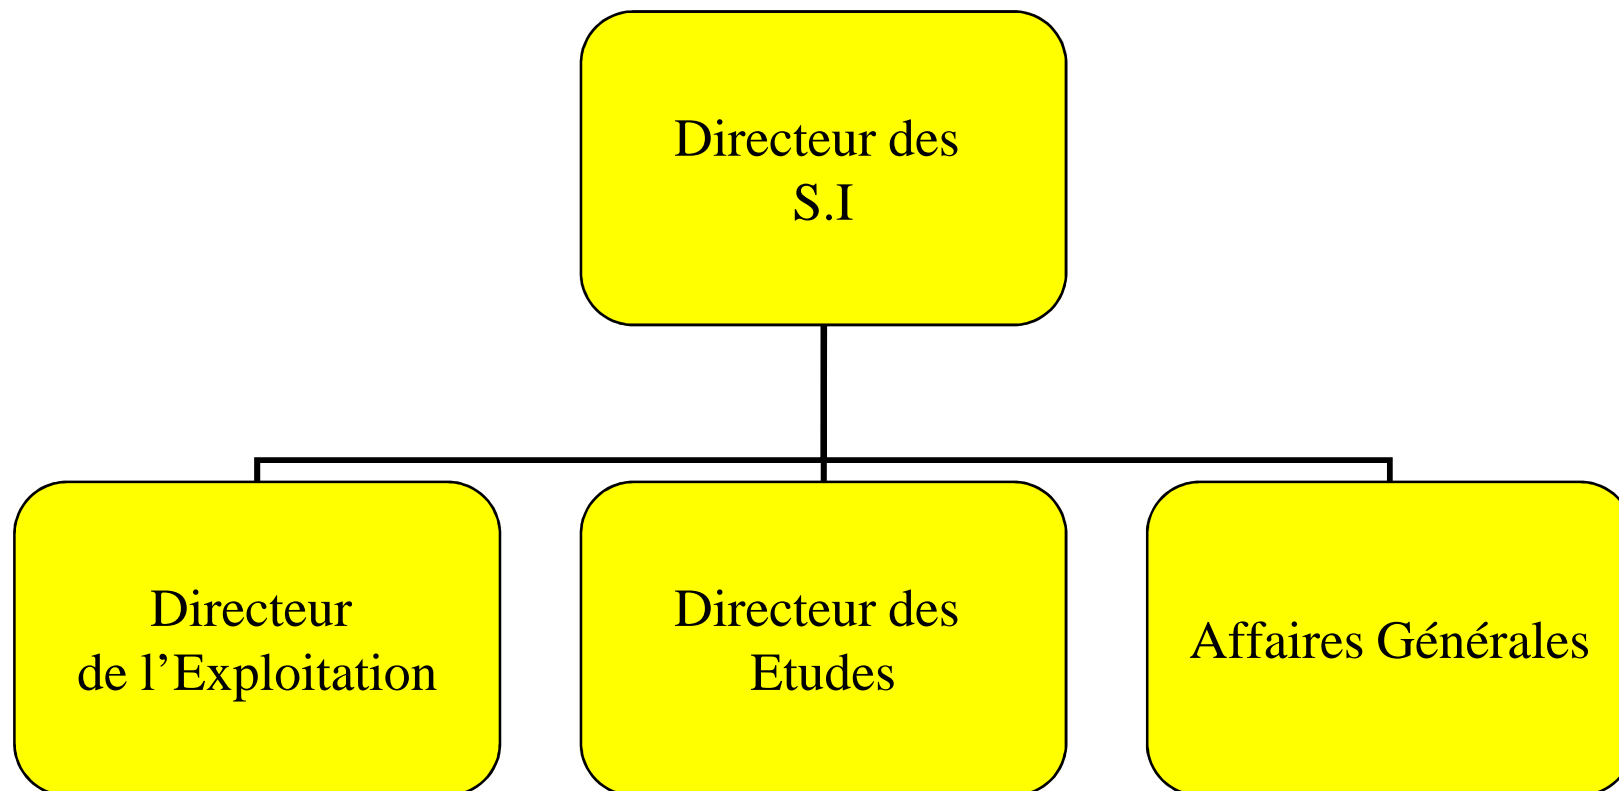 Directeur des
S.I
Directeur
de l’Exploitation
Directeur des
Etudes
Affaires Générales